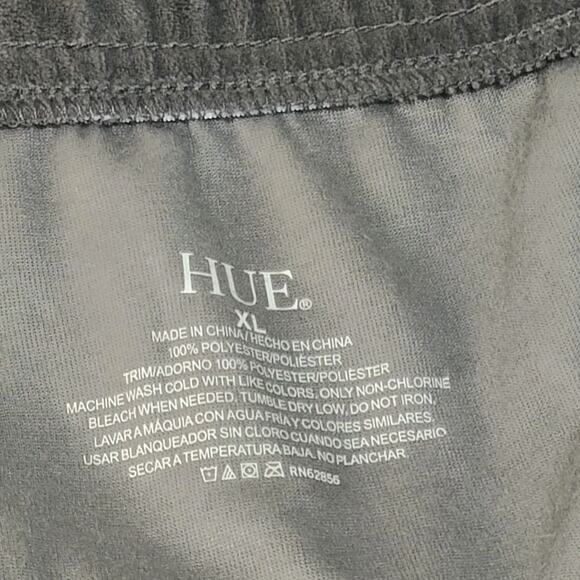 HUE®
XL
MADE IN CHINA/HECHO EN CHINA
100% POLYESTER/POLIÉSTER
TRIM/ADORNO 100% POLYESTER/POLIÉSTER
MACHINE WASH COLD WITH LIKE COLORS. ONLY NON-CHLORINE
BLEACH WHEN NEEDED. TUMBLE DRY LOW. DO NOT IRON.
LAVAR A MÁQUIA CON AGUA FRIA Y COLORES SIMILARES.
USAR BLANQUEADOR SIN CLORO CUANDO SEA NECESARIO
SECAR A TEMPERATURA BAJA. NO PLANCHAR.
RN62856